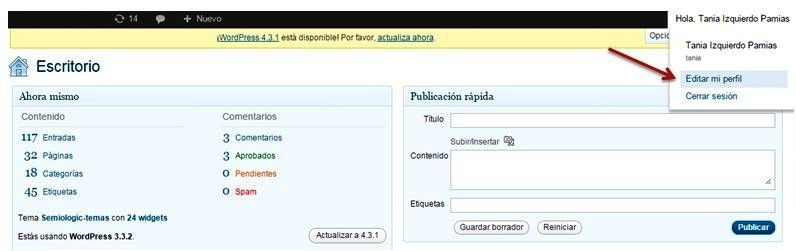 14 + Nuevo
Hola, Tania Izquierdo Pamias
¡WordPress 4.3.1 está disponible! Por favor, actualiza ahora.
Opcio
Tania Izquierdo Pamias
tania
Editar mi perfil
Cerrar sesión
Escritorio
Ahora mismo
Contenido
Comentarios
117 Entradas
3 Comentarios
32 Páginas
3 Aprobados
18 Categorías
0 Pendientes
45 Etiquetas
0 Spam
Tema Semiologic-temas con 24 widgets
Estás usando WordPress 3.3.2.
Actualizar a 4.3.1
Publicación rápida
Título
Subir/Insertar
Contenido
Etiquetas
Guardar borrador
Reiniciar
Publicar